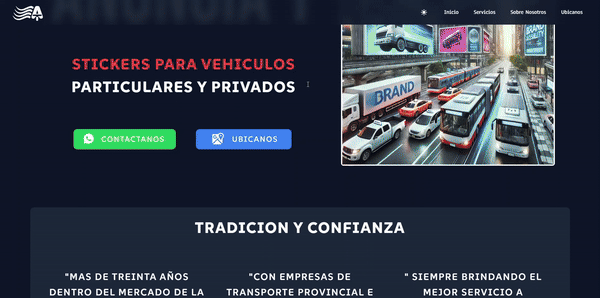 Inicio
Servicios
Sobre Nosotros
Ubicanos
STICKERS PARA VEHICULOS
PARTICULARES Y PRIVADOS
BRAND
CONTACTANOS
UBICANOS
TRADICION Y CONFIANZA
"MAS DE TREINTA AÑOS
DENTRO DEL MERCADO DE LA
"CON EMPRESAS DE
TRANSPORTE PROVINCIAL E
" SIEMPRE BRINDANDO EL
MEJOR SERVICIO A